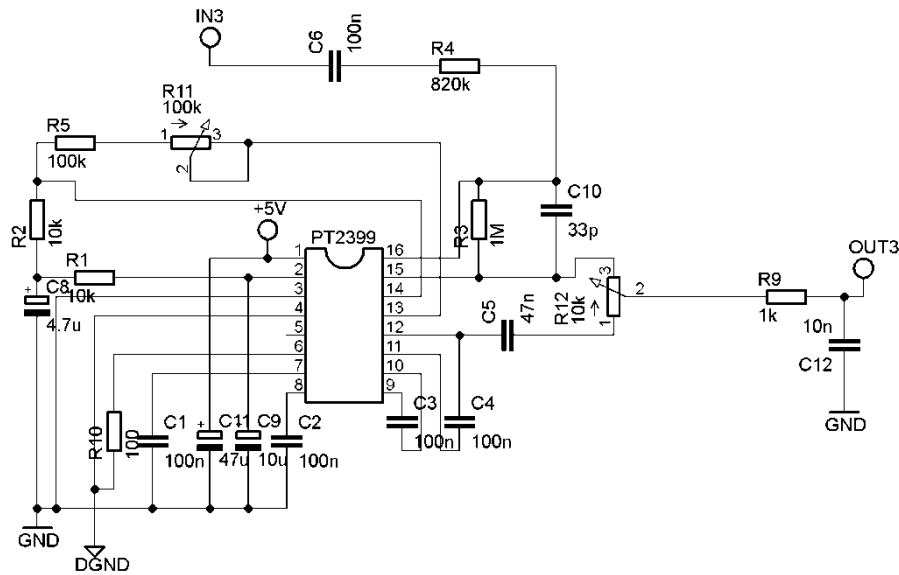 IN3
C6
100n
R4
820k
R11
100k
1
3
2
R5
100k
R2
10k
+5V
PT2399
R3
1M
C10
33p
OUT3
R1
10k
C8
+
4.7u
1
2
3
4
5
6
7
8
16
15
14
13
12
11
10
9
C5
47n
R12
10k
3
2
1
R9
1k
10n
C12
GND
R10
100
C1
100n
+
C11
47u
+
C9
10u
C2
100n
C3
100n
C4
100n
GND
DGND